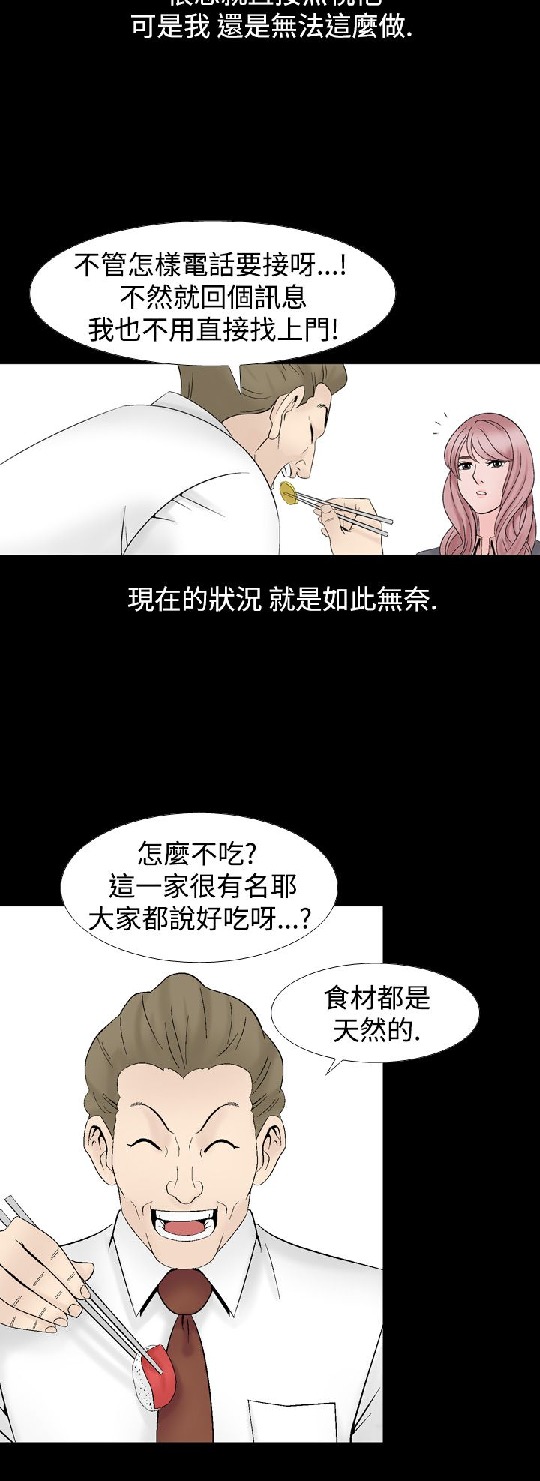 可是我 還是無法這麼做.
不管怎樣電話要接呀...!
不然就回個訊息
我也不用直接找上門!
現在的狀況 就是如此無奈.
怎麼不吃?
這一家很有名耶
大家都說好吃呀...?
食材都是
天然的.